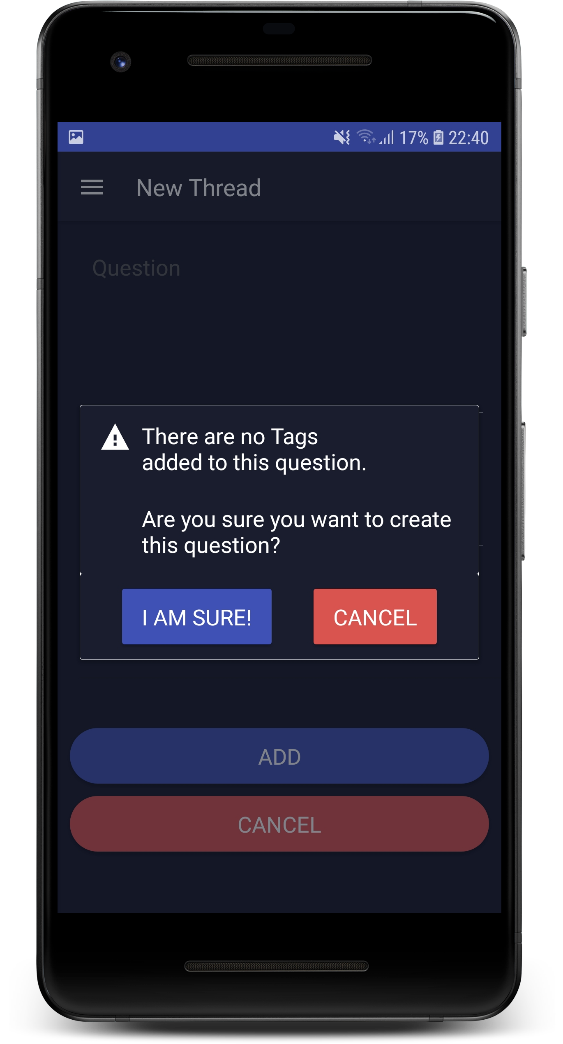 17% 22:40
New Thread
Question
There are no Tags
added to this question.
Are you sure you want to create
this question?
I AM SURE! CANCEL
ADD
CANCEL